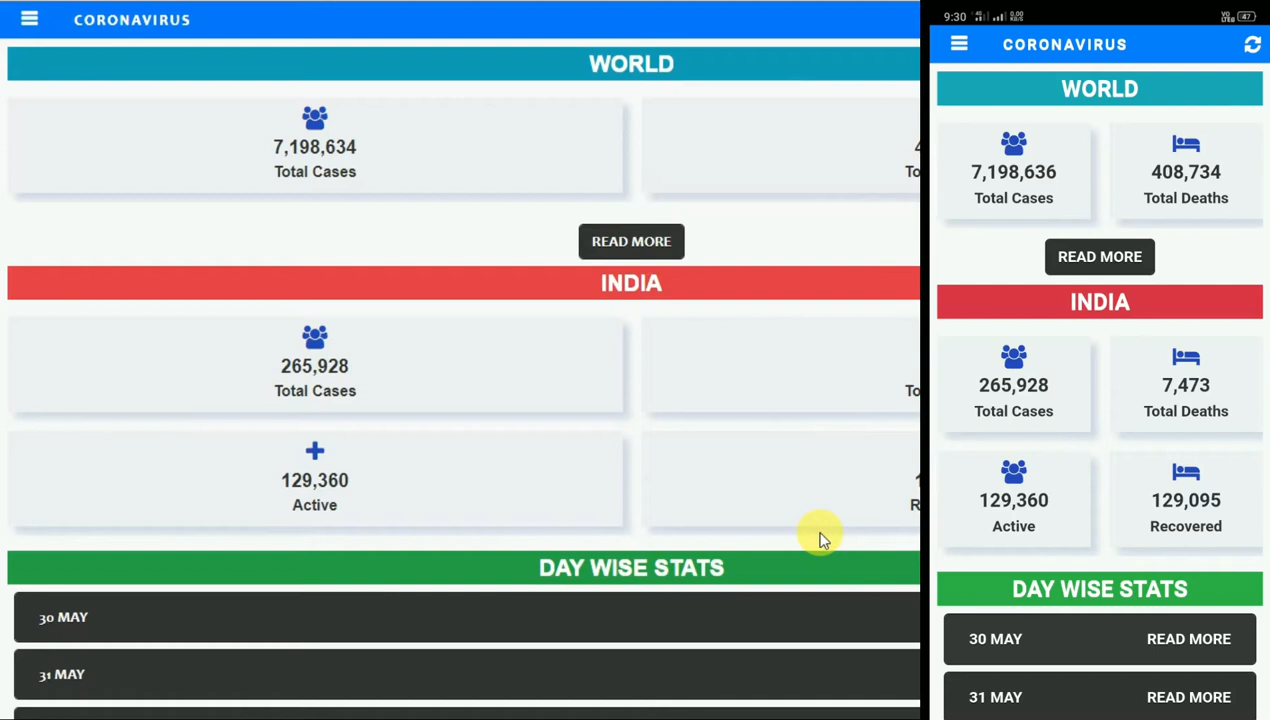 CORONAVIRUS
WORLD
7,198,634
Total Cases
READ MORE
INDIA
265,928
Total Cases
129,360
Active
DAY WISE STATS
30 MAY
31 MAY
9:30
47
CORONAVIRUS
WORLD
7,198,636 408,734
Total Cases Total Deaths
READ MORE
INDIA
265,928 7,473
Total Cases Total Deaths
129,360 129,095
Active Recovered
DAY WISE STATS
30 MAY READ MORE
31 MAY READ MORE